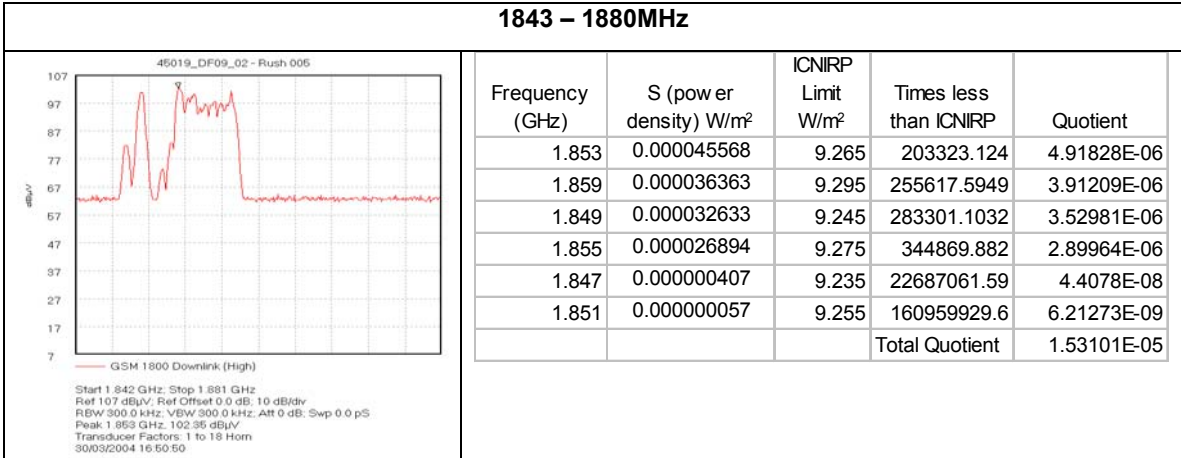 1843 – 1880MHz
45019_DF09_02 - Rush 005
107
97
87
77
67
57
47
37
27
17
7
dBµV
GSM 1800 Downlink (High)
Start 1.842 GHz; Stop 1.881 GHz
Ref 107 dBµV; Ref Offset 0.0 dB; 10 dB/div
RBW 300.0 kHz; VBW 300.0 kHz; Att 0 dB; Swp 0.0 pS
Peak 1.853 GHz, 102.35 dBµV
Transducer Factors: 1 to 18 Horn
30/03/2004 16:50:50
Frequency (GHz) S (pow er density) W/m² ICNIRP Limit W/m² Times less than ICNIRP Quotient
1.853 0.000045568 9.265 203323.124 4.91828E-06
1.859 0.000036363 9.295 255617.5949 3.91209E-06
1.849 0.000032633 9.245 283301.1032 3.52981E-06
1.855 0.000026894 9.275 344869.882 2.89964E-06
1.847 0.000000407 9.235 22687061.59 4.4078E-08
1.851 0.000000057 9.255 160959929.6 6.21273E-09
Total Quotient 1.53101E-05